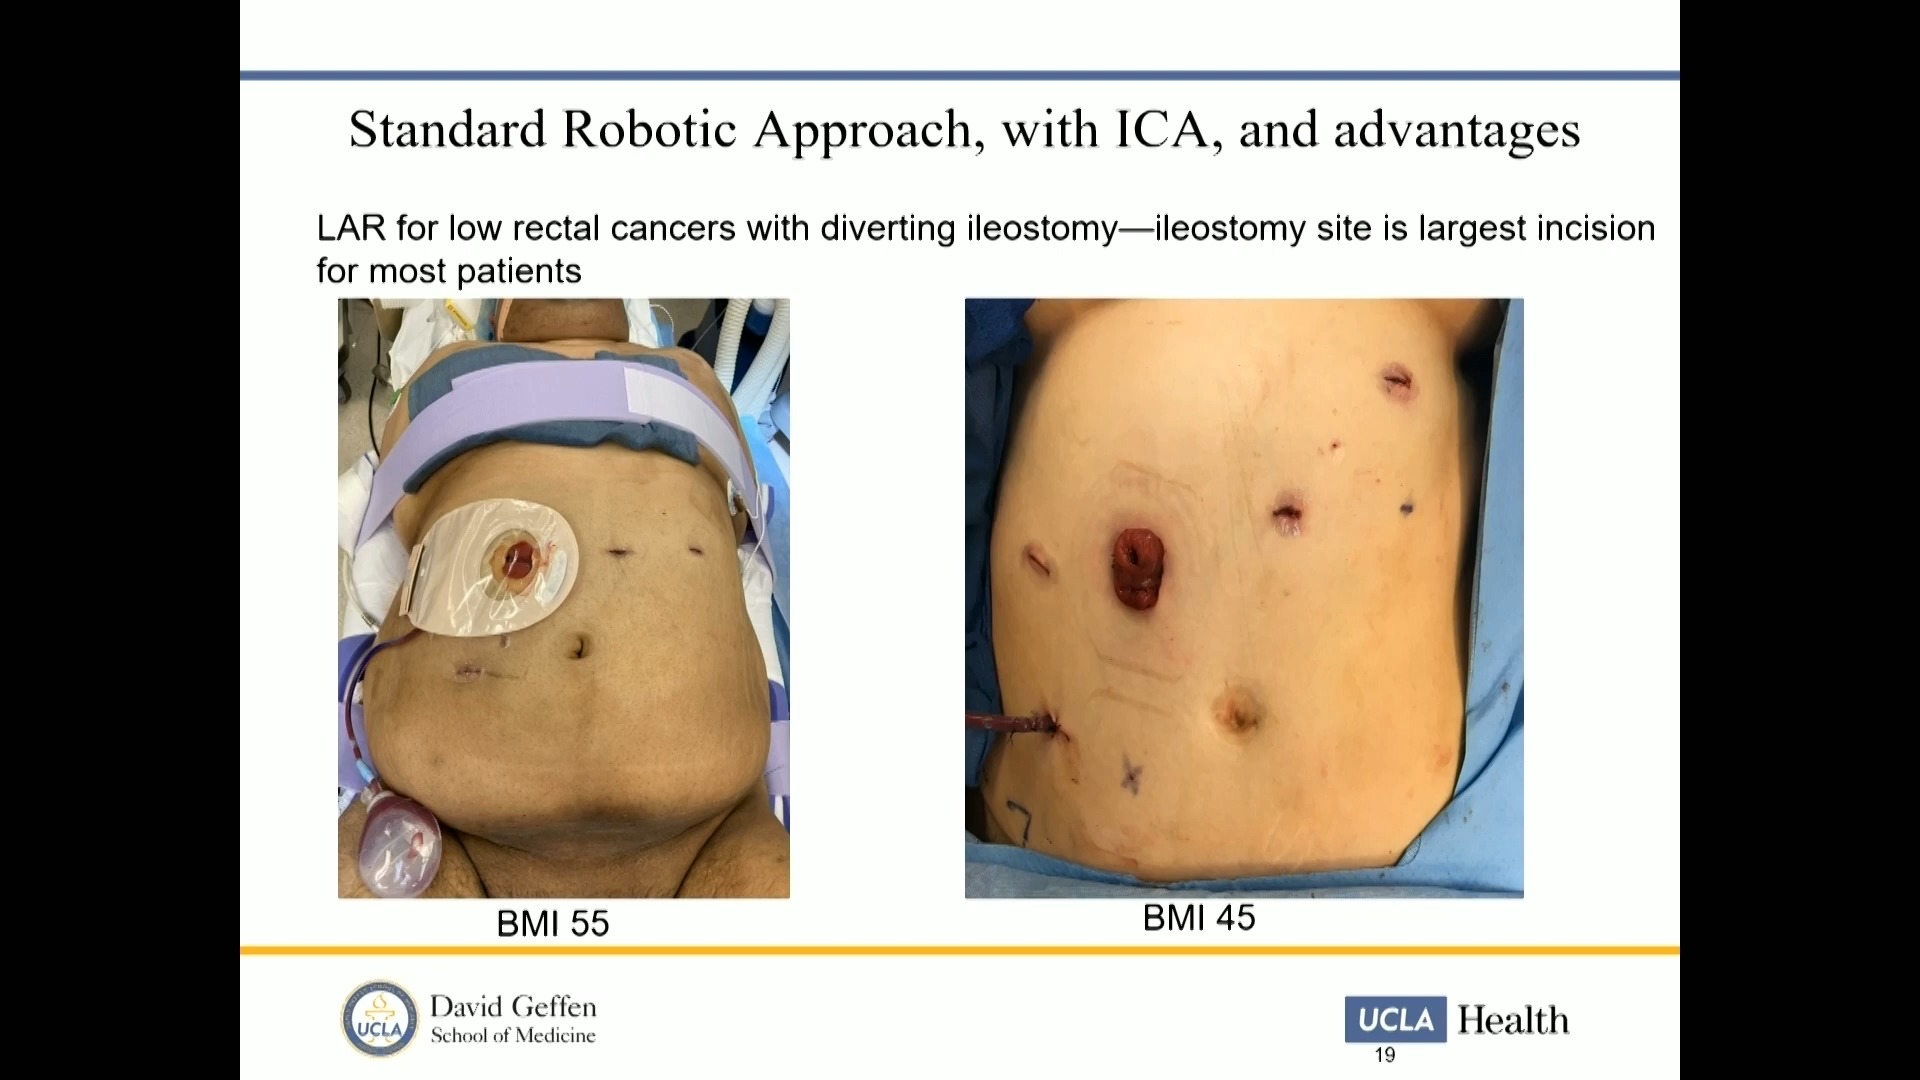 Standard Robotic Approach, with ICA, and advantages
LAR for low rectal cancers with diverting ileostomy—ileostomy site is largest incision
for most patients
BMI 55
BMI 45
UCLA
David Geffen
School of Medicine
UCLA Health
19